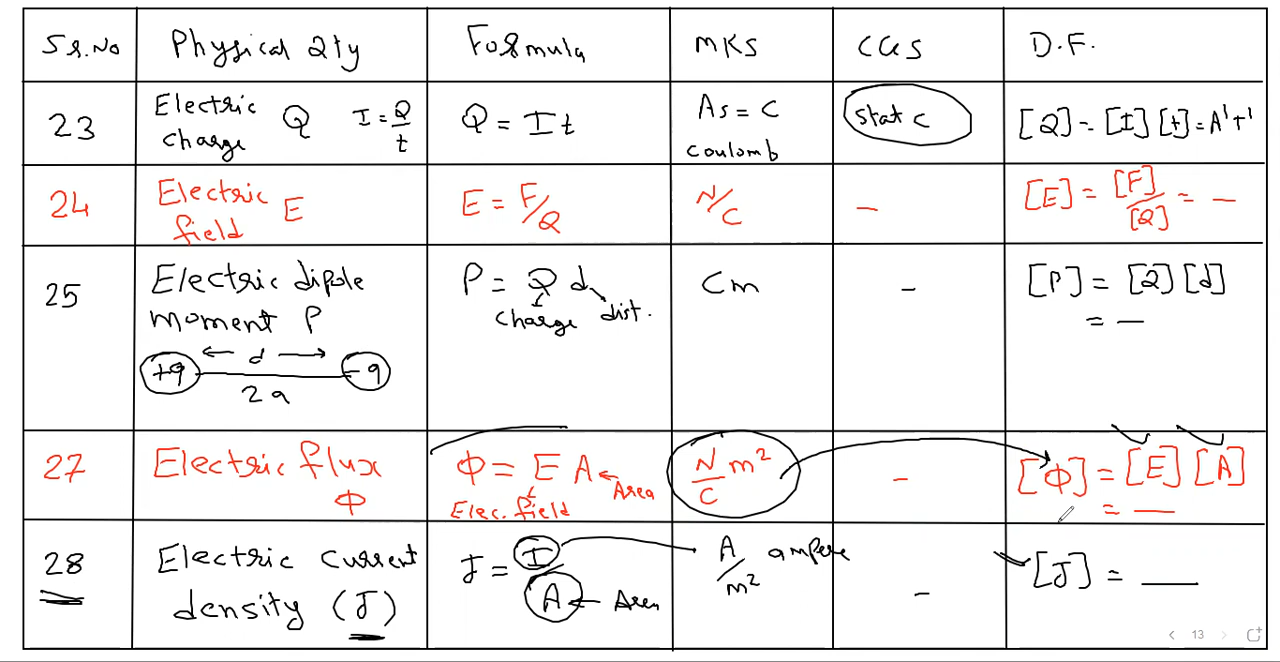 Sr.No Physical Qty Formula MKS CGS D.F.
23 Electric charge Q I = Q/t Q = It As = C coulomb stat C [Q] = [I] [t] = A¹T¹
24 Electric field E E = F/Q N/C - [E] = [F]/[Q] = -
25 Electric dipole moment P P = Q d charge dist. Cm - [P] = [Q] [d] = -
+q d -q
2a
27 Electric flux Φ Φ = E A Area Elec. field N/C m² - [Φ] = [E] [A] = -
28 Electric Current density (J) J = I/A Area A/m² ampere - [J] = -
13